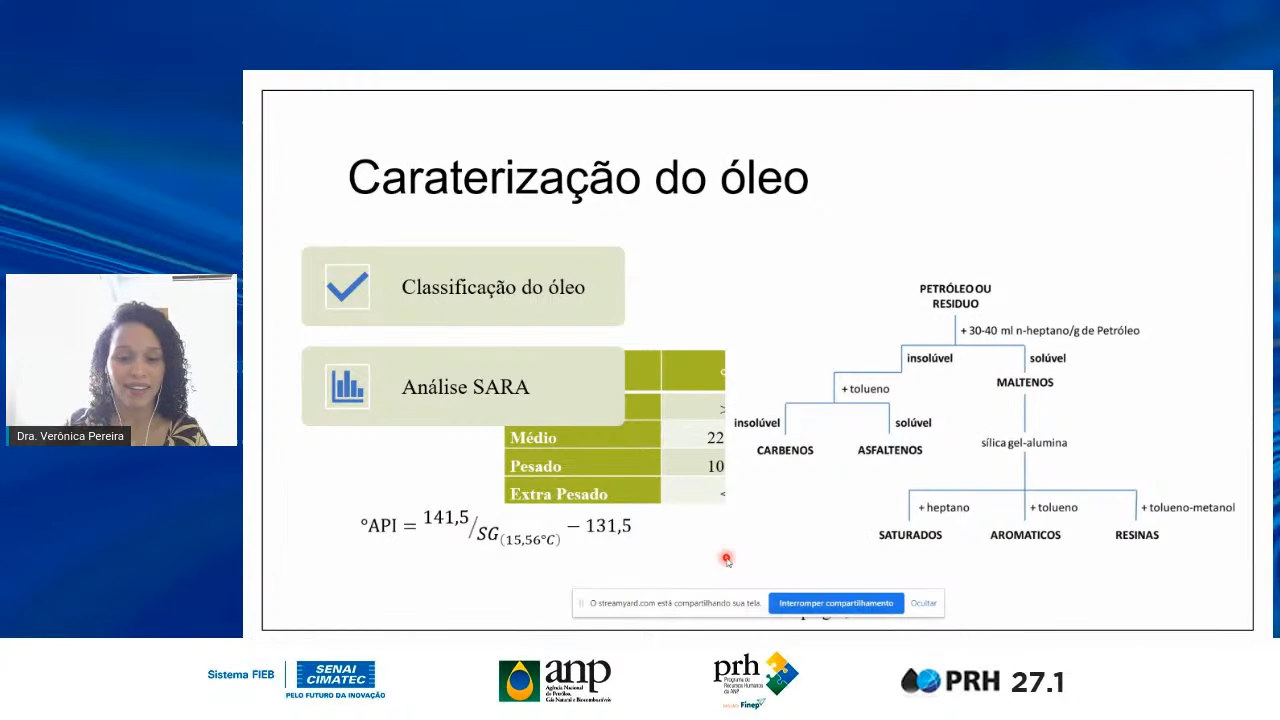 Caraterização do óleo
Classificação do óleo
Análise SARA
Médio
22
Pesado
10
Extra Pesado
<
°API = 141,5/SG(15,56°C) − 131,5
PETRÓLEO OU
RESIDUO
+ 30-40 ml n-heptano/g de Petróleo
insolúvel
solúvel
MALTENOS
+ tolueno
insolúvel
solúvel
CARBENOS
ASFALTENOS
sílica gel-alumina
+ heptano
+ tolueno
+ tolueno-metanol
SATURADOS
AROMATICOS
RESINAS
Dra. Verônica Pereira
O streamyard.com está compartilhando sua tela.
Interromper compartilhamento
Ocultar
Sistema FIEB
SENAI
CIMATEC
PELO FUTURO DA INOVAÇÃO
anp
Agência Nacional
do Petróleo,
Gás Natural e Biocombustíveis
prh
Programa de
Recursos Humanos
da ANP
Finep
PRH 27.1